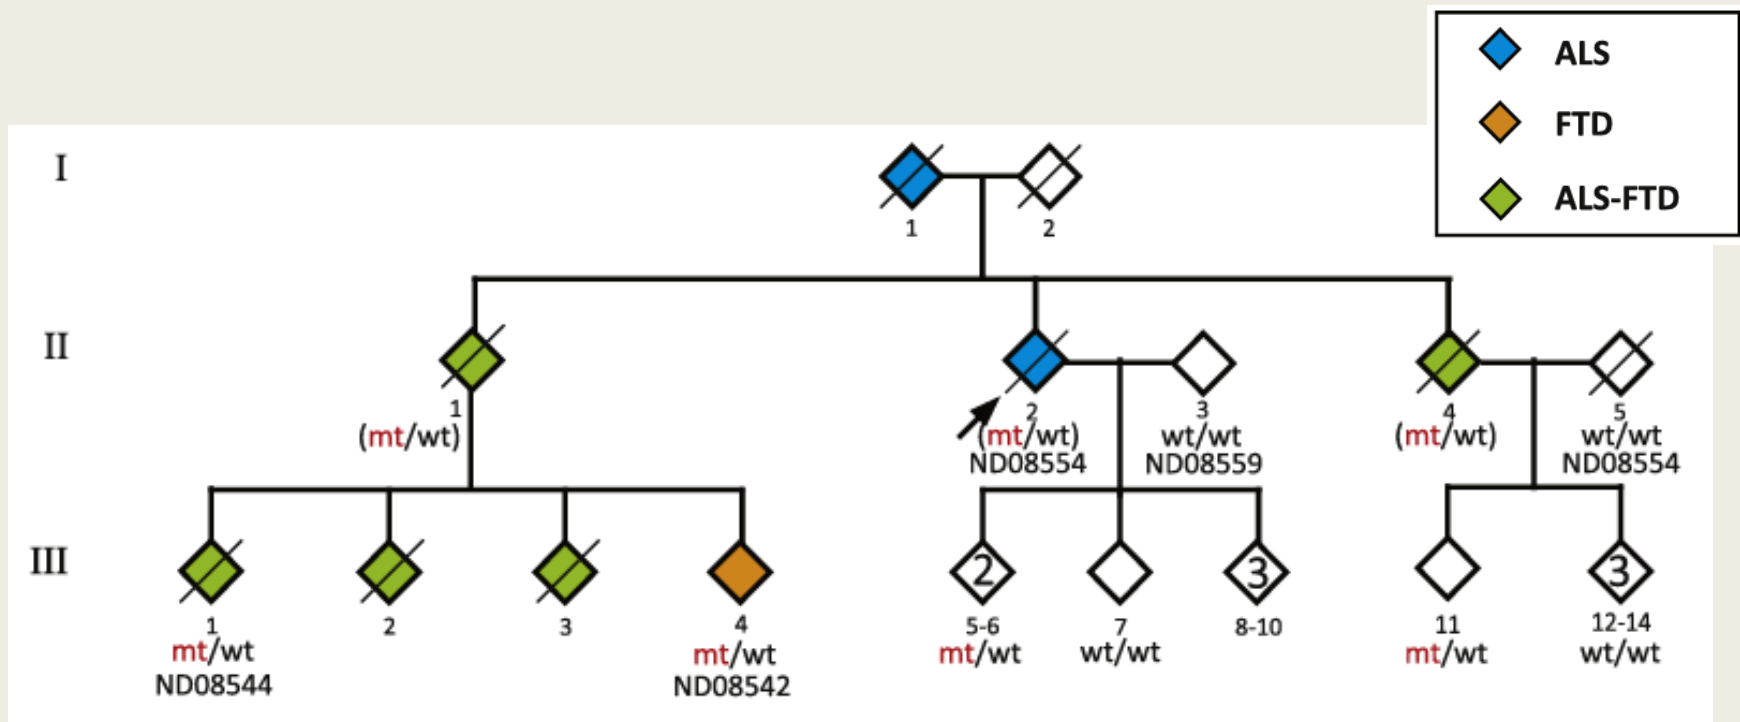 ALS
FTD
ALS-FTD
I
1 2
II
1 2 3 4 5
(mt/wt) (mt/wt) wt/wt (mt/wt) wt/wt
ND08554 ND08559 ND08554
III
2 3 3
1 2 3 4 5-6 7 8-10 11 12-14
mt/wt mt/wt mt/wt wt/wt mt/wt wt/wt
ND08544 ND08542